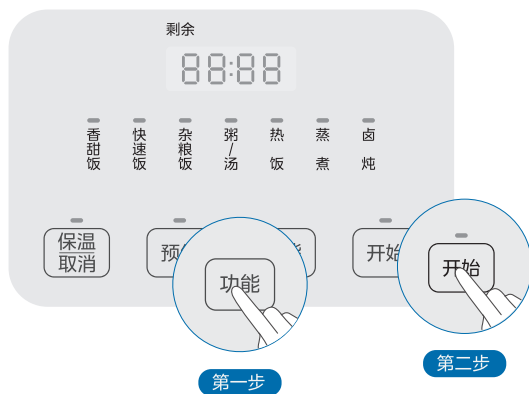 剩余
88:88
香甜饭
快速饭
杂粮饭
粥/汤
热饭
蒸煮
卤炖
保温
取消
预
功能
能
开始
开始
第一步
第二步